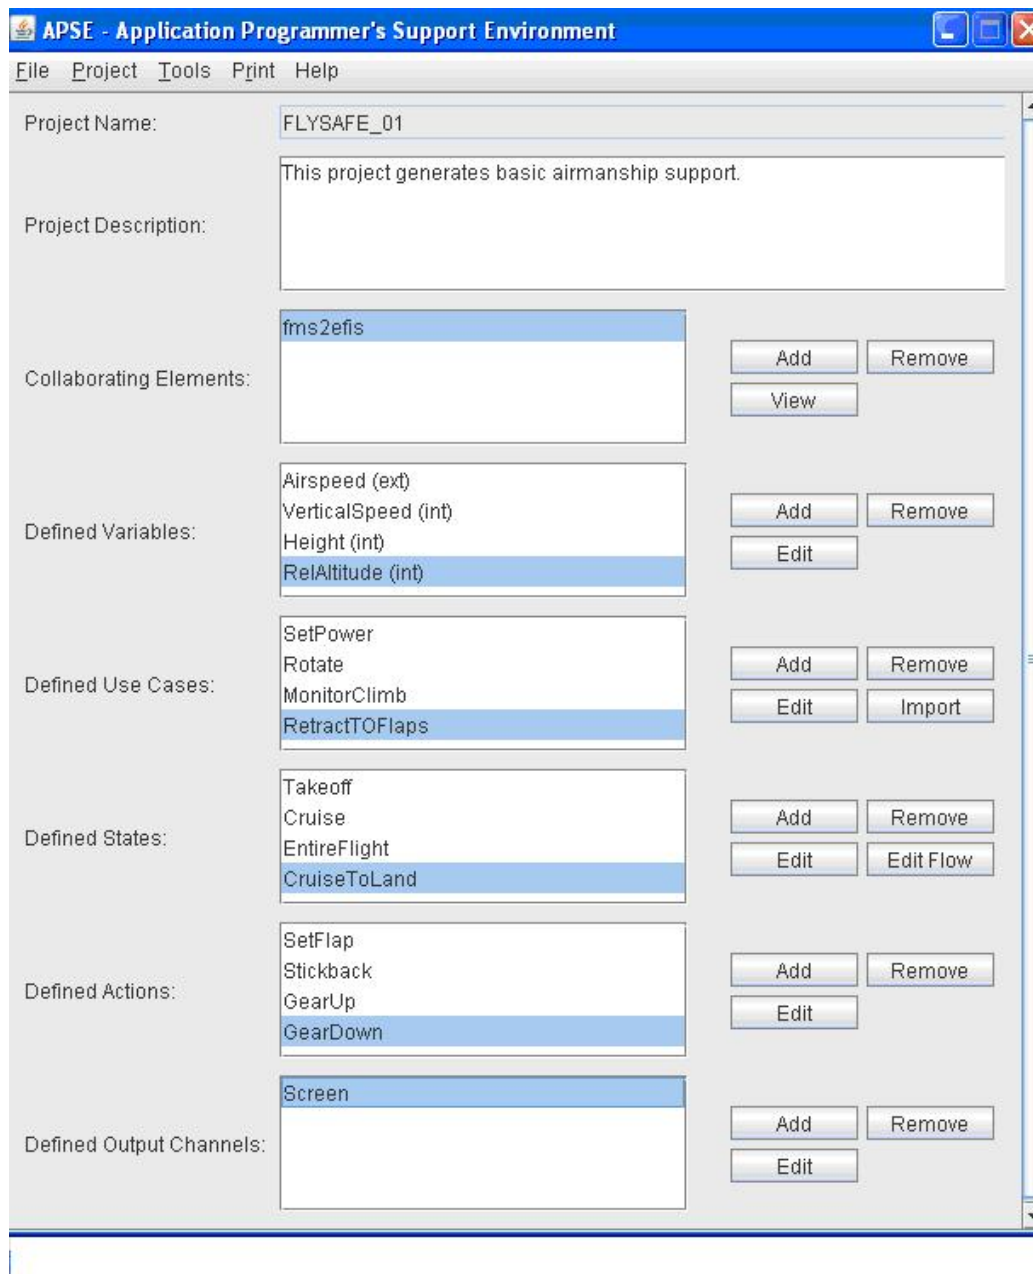 APSE - Application Programmer's Support Environment
File Project Tools Print Help
Project Name: FLYSAFE_01
Project Description: This project generates basic airmanship support.
Collaborating Elements: fms2efis
Add Remove
View
Defined Variables:
Airspeed (ext)
VerticalSpeed (int)
Height (int)
RelAltitude (int)
Add Remove
Edit
Defined Use Cases:
SetPower
Rotate
MonitorClimb
RetractTOFlaps
Add Remove
Edit Import
Defined States:
Takeoff
Cruise
EntireFlight
CruiseToLand
Add Remove
Edit Edit Flow
Defined Actions:
SetFlap
Stickback
GearUp
GearDown
Add Remove
Edit
Defined Output Channels: Screen
Add Remove
Edit